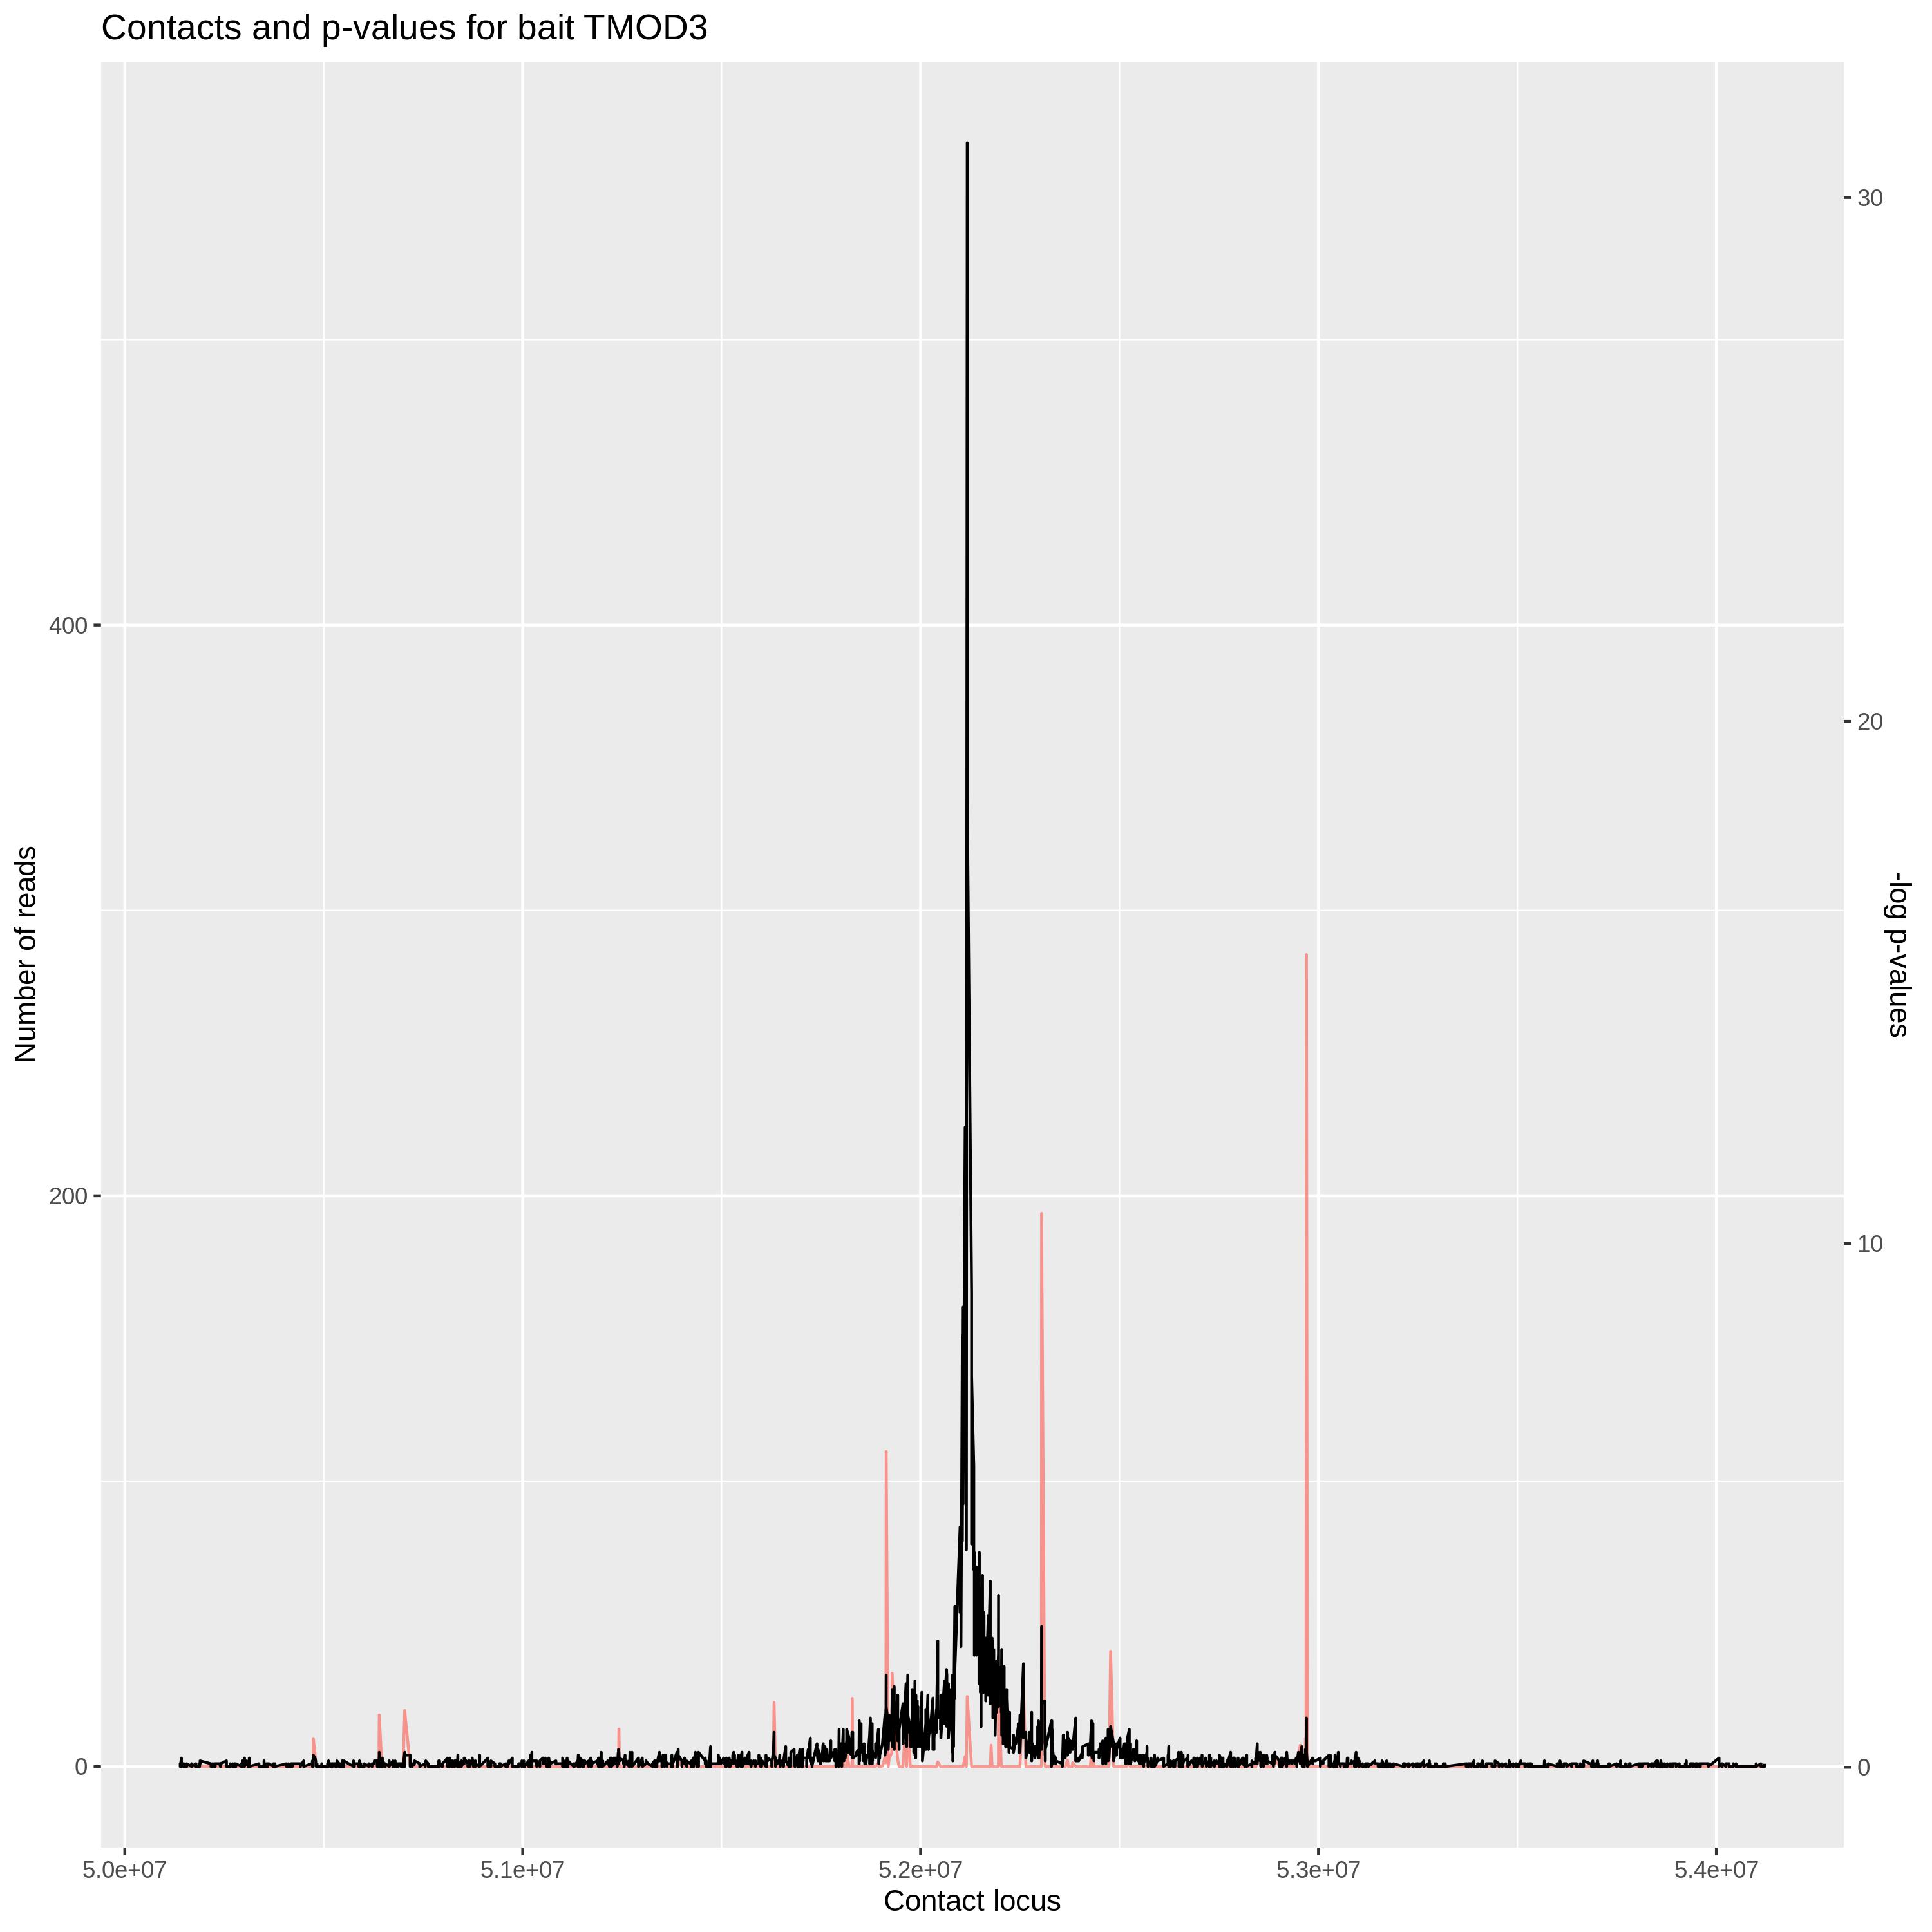 Contacts and p-values for bait TMOD3
Number of reads
400
200
0
30
20
10
0
-log p-values
5.0e+07
5.1e+07
5.2e+07
5.3e+07
5.4e+07
Contact locus